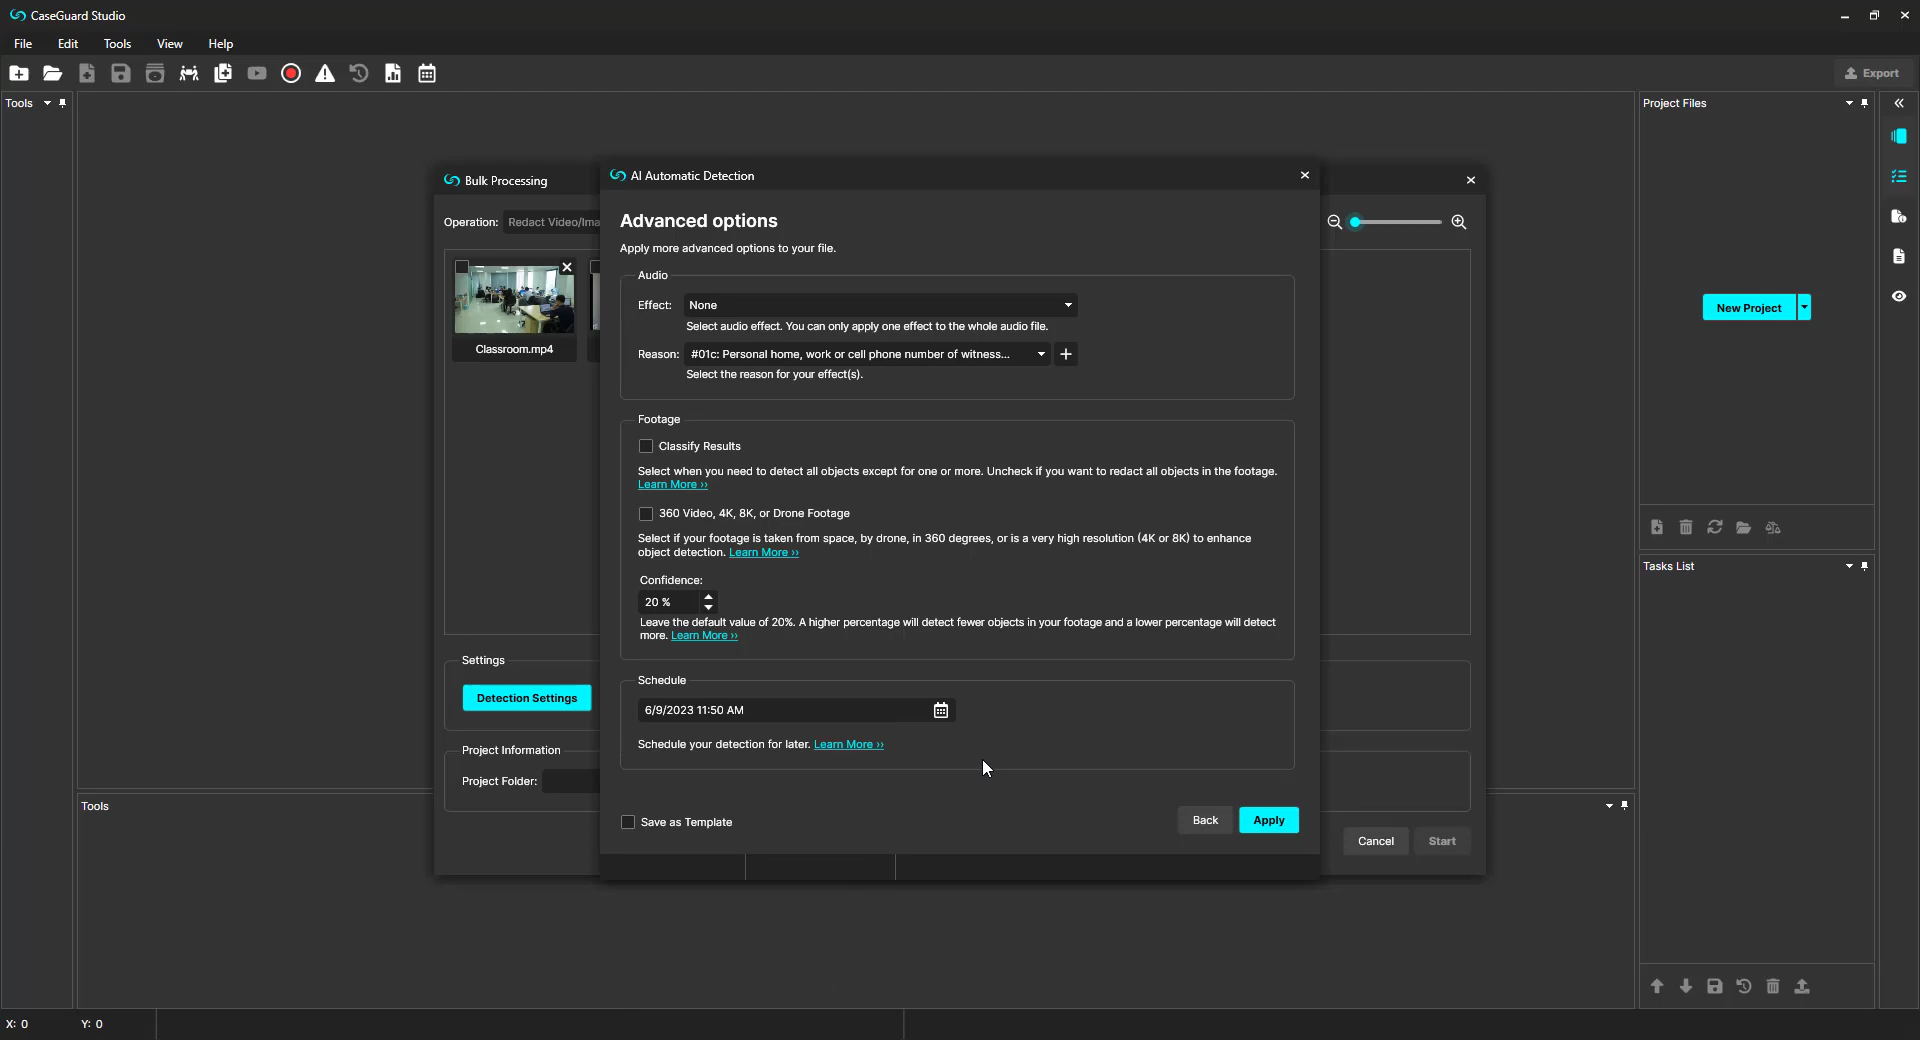 CaseGuard Studio
File Edit Tools View Help
Export
Tools
Project Files
Bulk Processing
AI Automatic Detection
Operation: Redact Video/Ima
Advanced options
Apply more advanced options to your file.
Audio
Effect: None
Select audio effect. You can only apply one effect to the whole audio file.
Reason: #01c: Personal home, work or cell phone number of witness...
Select the reason for your effect(s).
Classroom.mp4
New Project
Footage
Classify Results
Select when you need to detect all objects except for one or more. Uncheck if you want to redact all objects in the footage.
Learn More ››
360 Video, 4K, 8K, or Drone Footage
Select if your footage is taken from space, by drone, in 360 degrees, or is a very high resolution (4K or 8K) to enhance
object detection. Learn More ››
Confidence:
20 %
Leave the default value of 20%. A higher percentage will detect fewer objects in your footage and a lower percentage will detect
more. Learn More ››
Tasks List
Settings
Detection Settings
Schedule
6/9/2023 11:50 AM
Schedule your detection for later. Learn More ››
Project Information
Project Folder:
Save as Template
Back
Apply
Cancel
Start
Tools
X: 0 Y: 0